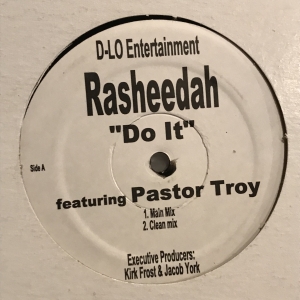 D-LO Entertainment
Rasheedah
"Do It"
Side A
featuring Pastor Troy
1. Main Mix
2. Clean mix
Executive Producers:
Kirk Frost & Jacob York